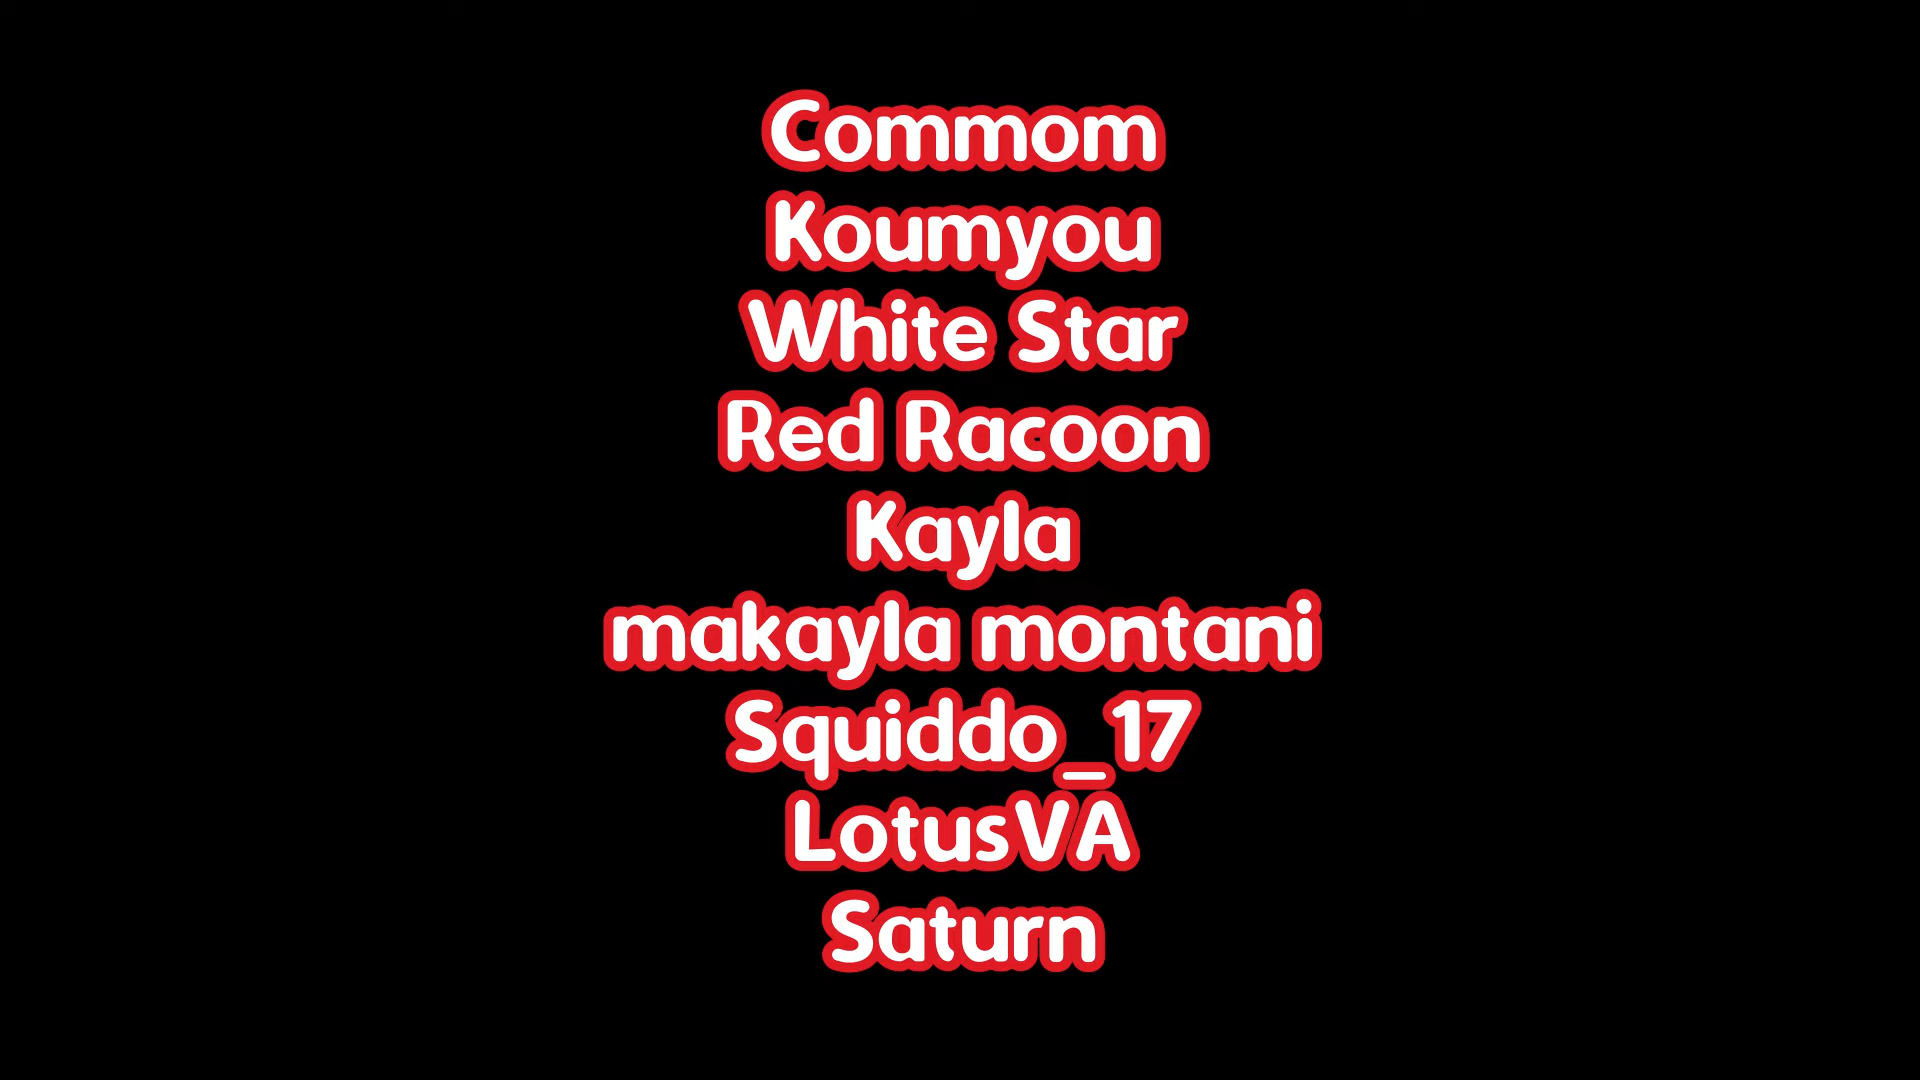 Commom
Koumyou
White Star
Red Racoon
Kayla
makayla montani
Squiddo_17
LotusVA
Saturn